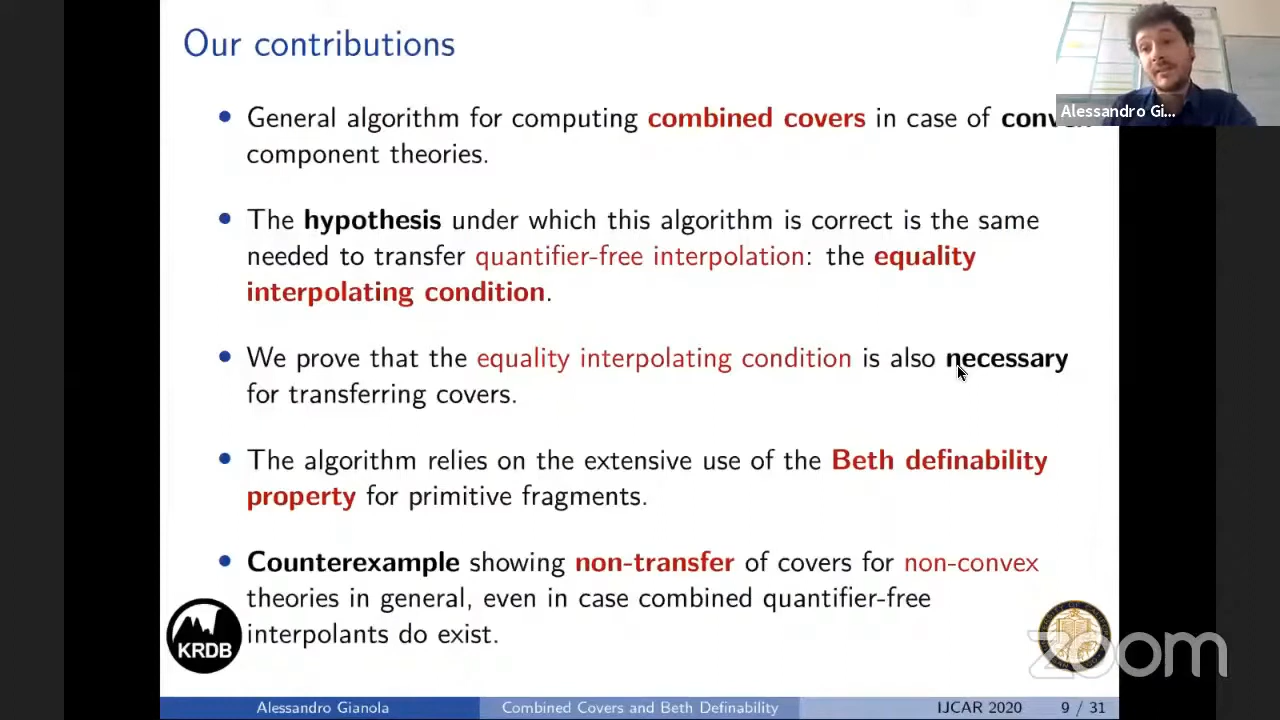 Our contributions
Alessandro Gi...
• General algorithm for computing combined covers in case of
component theories.
• The hypothesis under which this algorithm is correct is the same
needed to transfer quantifier-free interpolation: the equality
interpolating condition.
• We prove that the equality interpolating condition is also necessary
for transferring covers.
• The algorithm relies on the extensive use of the Beth definability
property for primitive fragments.
• Counterexample showing non-transfer of covers for non-convex
theories in general, even in case combined quantifier-free
interpolants do exist.
KRDB
zoom
Alessandro Gianola
Combined Covers and Beth Definability
IJCAR 2020
9 / 31